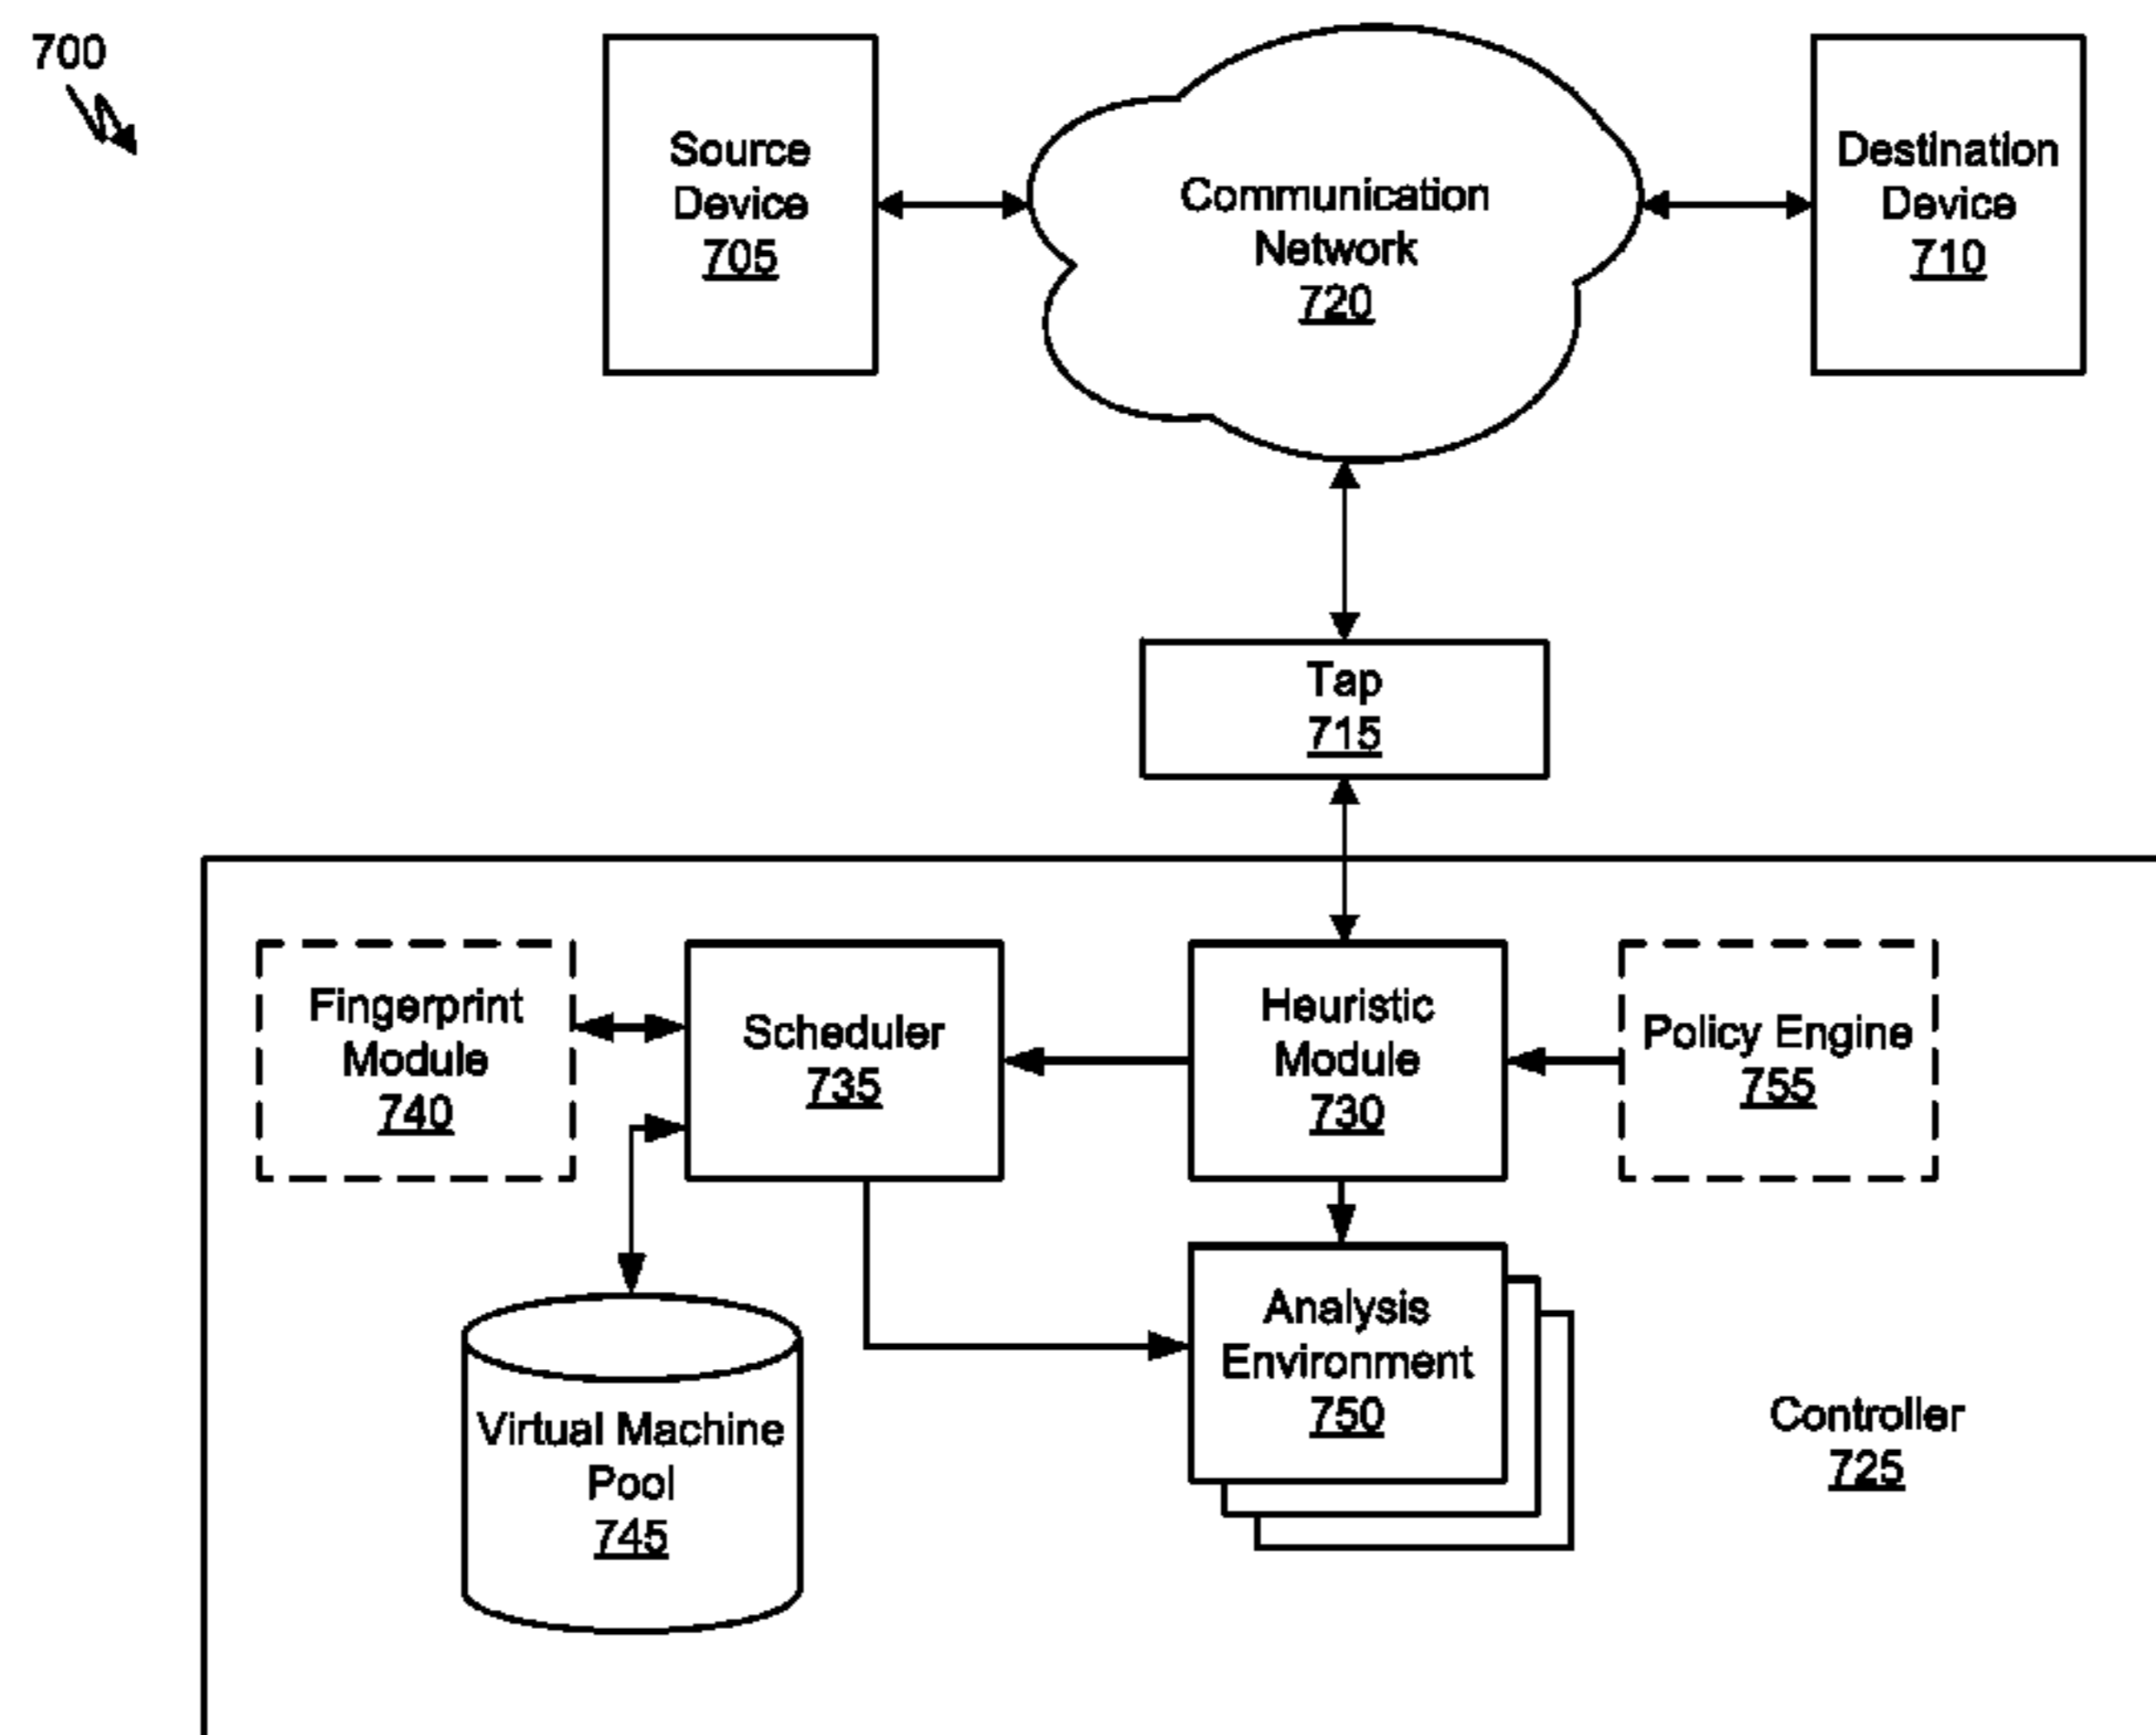 700
Source
Device
705
Communication
Network
720
Destination
Device
710
Tap
715
Fingerprint
Module
740
Scheduler
735
Heuristic
Module
730
Policy Engine
755
Virtual Machine
Pool
745
Analysis
Environment
750
Controller
725